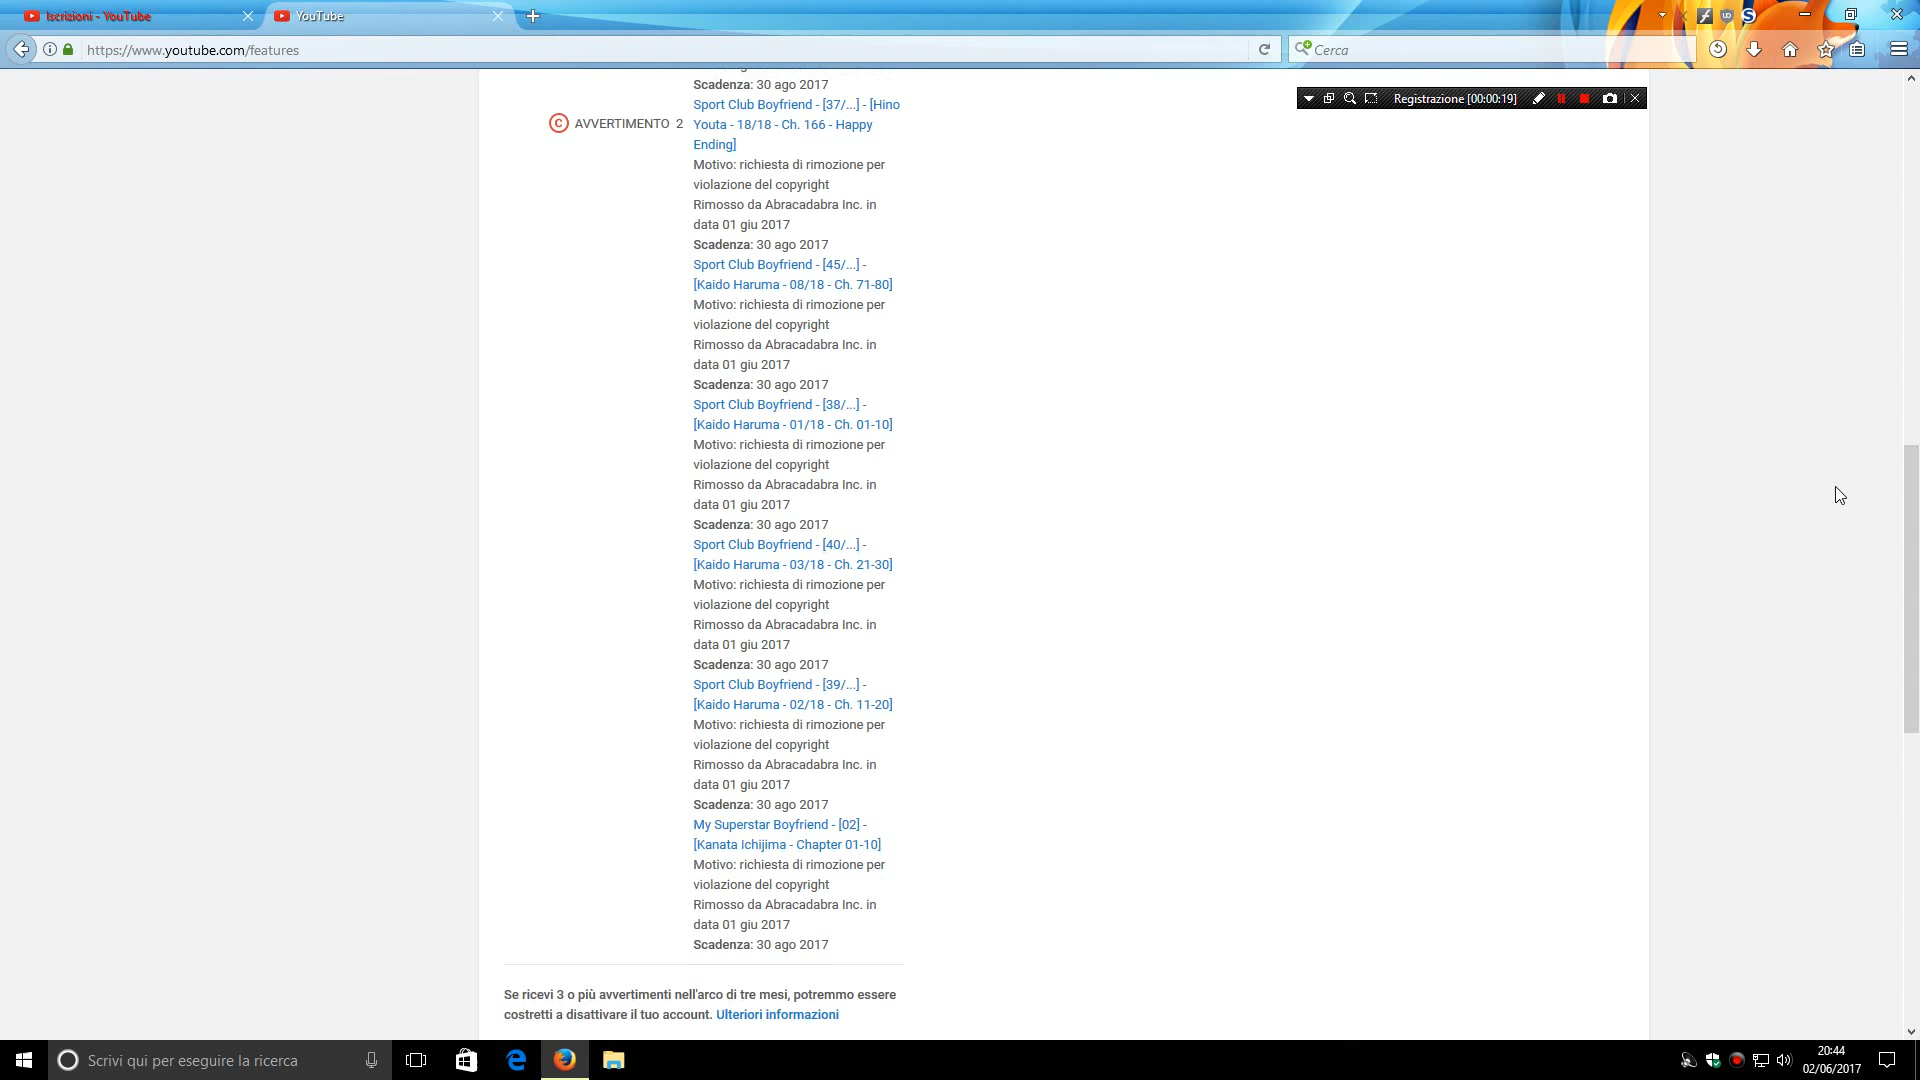 Iscrizioni - YouTube
YouTube
https://www.youtube.com/features
Cerca
Scadenza: 30 ago 2017
Registrazione [00:00:19]
AVVERTIMENTO 2
Sport Club Boyfriend - [37/...] - [Hino
Youta - 18/18 - Ch. 166 - Happy
Ending]
Motivo: richiesta di rimozione per
violazione del copyright
Rimosso da Abracadabra Inc. in
data 01 giu 2017
Scadenza: 30 ago 2017
Sport Club Boyfriend - [45/...] -
[Kaido Haruma - 08/18 - Ch. 71-80]
Motivo: richiesta di rimozione per
violazione del copyright
Rimosso da Abracadabra Inc. in
data 01 giu 2017
Scadenza: 30 ago 2017
Sport Club Boyfriend - [38/...] -
[Kaido Haruma - 01/18 - Ch. 01-10]
Motivo: richiesta di rimozione per
violazione del copyright
Rimosso da Abracadabra Inc. in
data 01 giu 2017
Scadenza: 30 ago 2017
Sport Club Boyfriend - [40/...] -
[Kaido Haruma - 03/18 - Ch. 21-30]
Motivo: richiesta di rimozione per
violazione del copyright
Rimosso da Abracadabra Inc. in
data 01 giu 2017
Scadenza: 30 ago 2017
Sport Club Boyfriend - [39/...] -
[Kaido Haruma - 02/18 - Ch. 11-20]
Motivo: richiesta di rimozione per
violazione del copyright
Rimosso da Abracadabra Inc. in
data 01 giu 2017
Scadenza: 30 ago 2017
My Superstar Boyfriend - [02] -
[Kanata Ichijima - Chapter 01-10]
Motivo: richiesta di rimozione per
violazione del copyright
Rimosso da Abracadabra Inc. in
data 01 giu 2017
Scadenza: 30 ago 2017
Se ricevi 3 o più avvertimenti nell'arco di tre mesi, potremmo essere
costretti a disattivare il tuo account. Ulteriori informazioni
Scrivi qui per eseguire la ricerca
20:44
02/06/2017